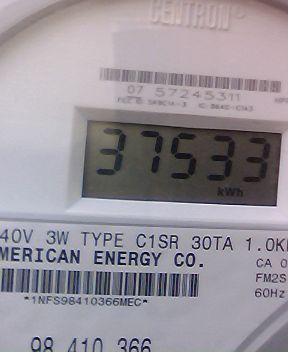 CENTRON®
07 57245311
37533
kWh
40V 3W TYPE C1SR 30TA 1.0K
MERICAN ENERGY CO.
CA 0
FM2S
60Hz
*1NFS98410366MEC*
98 410 366